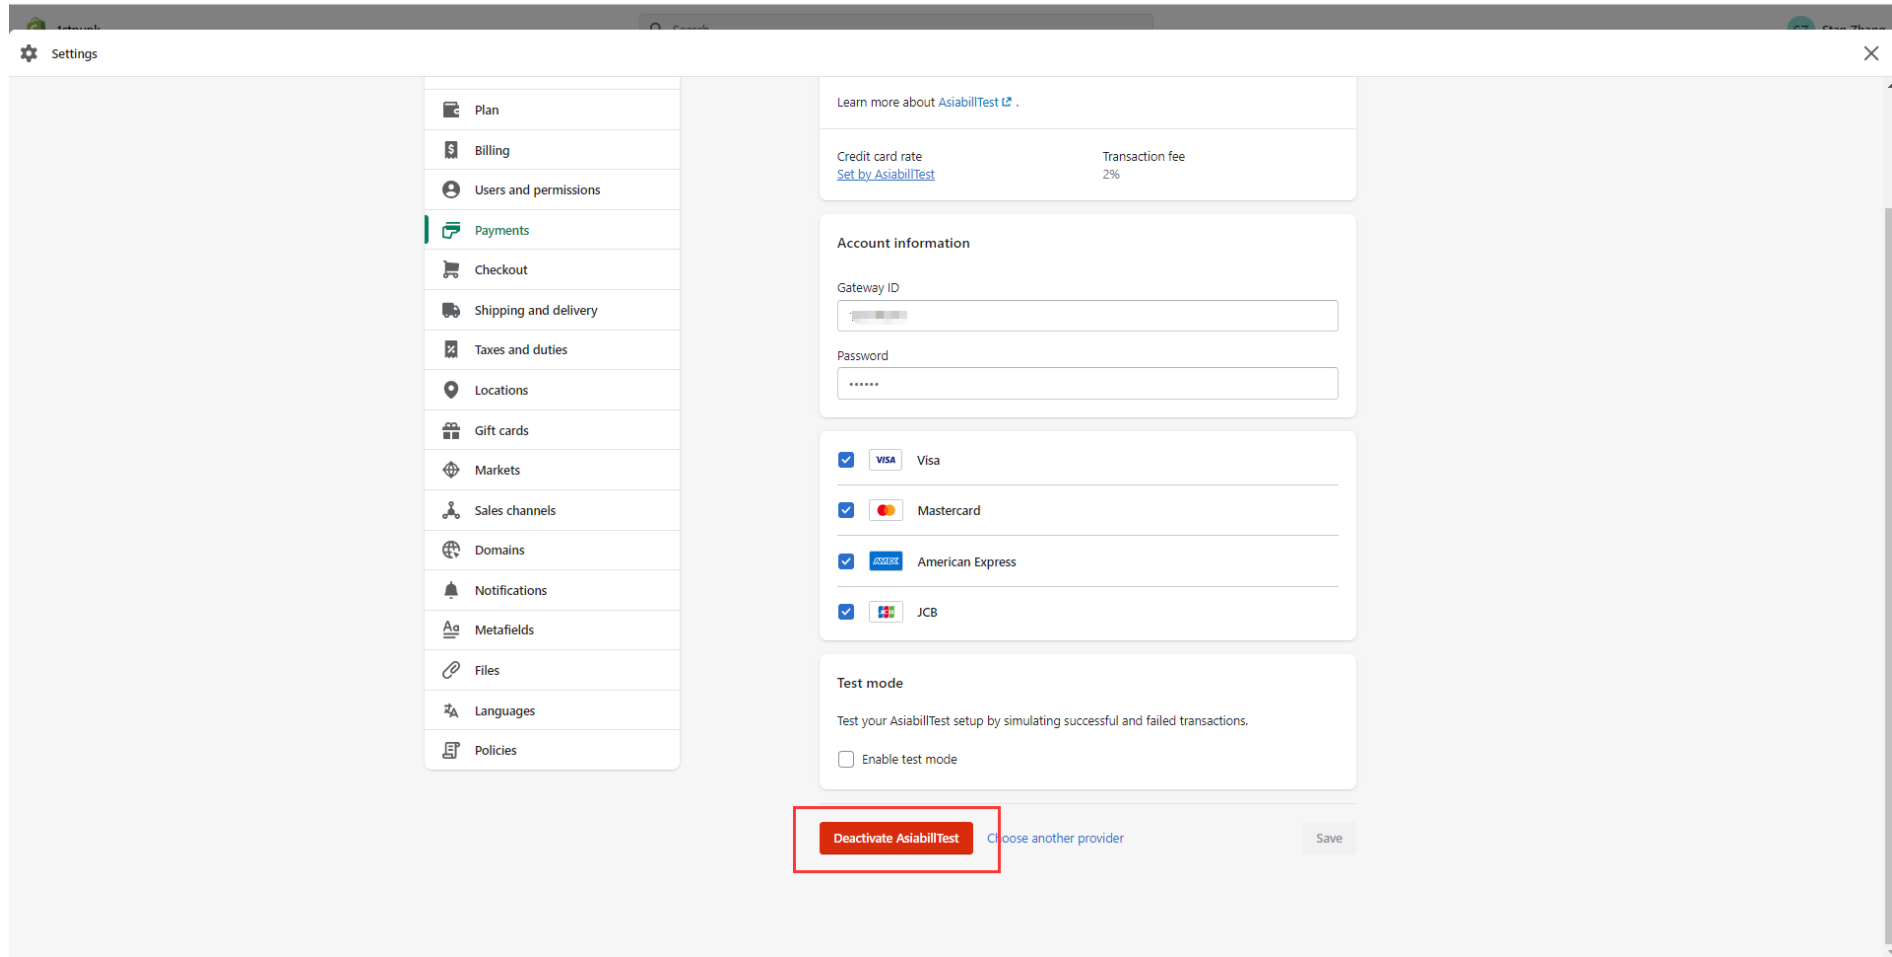 Settings
Plan
Billing
Users and permissions
Payments
Checkout
Shipping and delivery
Taxes and duties
Locations
Gift cards
Markets
Sales channels
Domains
Notifications
Metafields
Files
Languages
Policies
Learn more about AsiabillTest .
Credit card rate
Set by AsiabillTest
Transaction fee
2%
Account information
Gateway ID
Password
••••••
VISA Visa
Mastercard
AMEX American Express
JCB JCB
Test mode
Test your AsiabillTest setup by simulating successful and failed transactions.
Enable test mode
Deactivate AsiabillTest
Choose another provider
Save